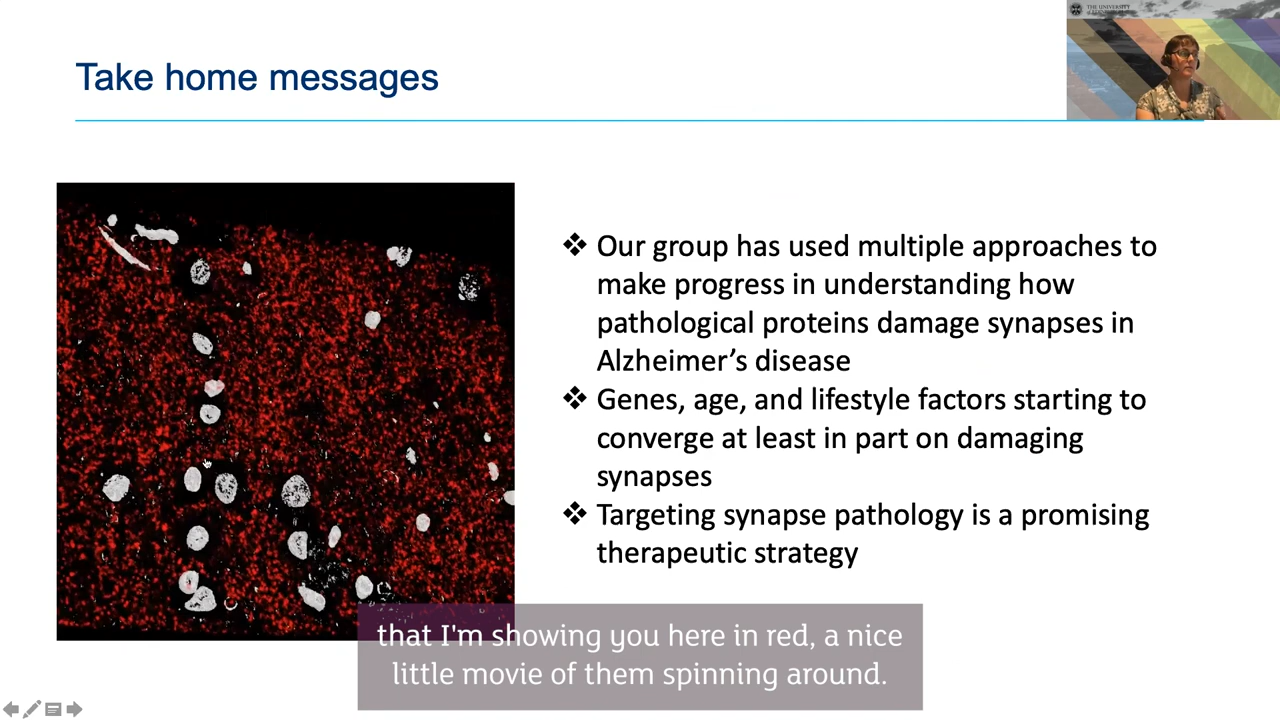 THE UNIVERSITY
Take home messages
❖ Our group has used multiple approaches to
make progress in understanding how
pathological proteins damage synapses in
Alzheimer’s disease
❖ Genes, age, and lifestyle factors starting to
converge at least in part on damaging
synapses
❖ Targeting synapse pathology is a promising
therapeutic strategy
that I'm showing you here in red, a nice
little movie of them spinning around.